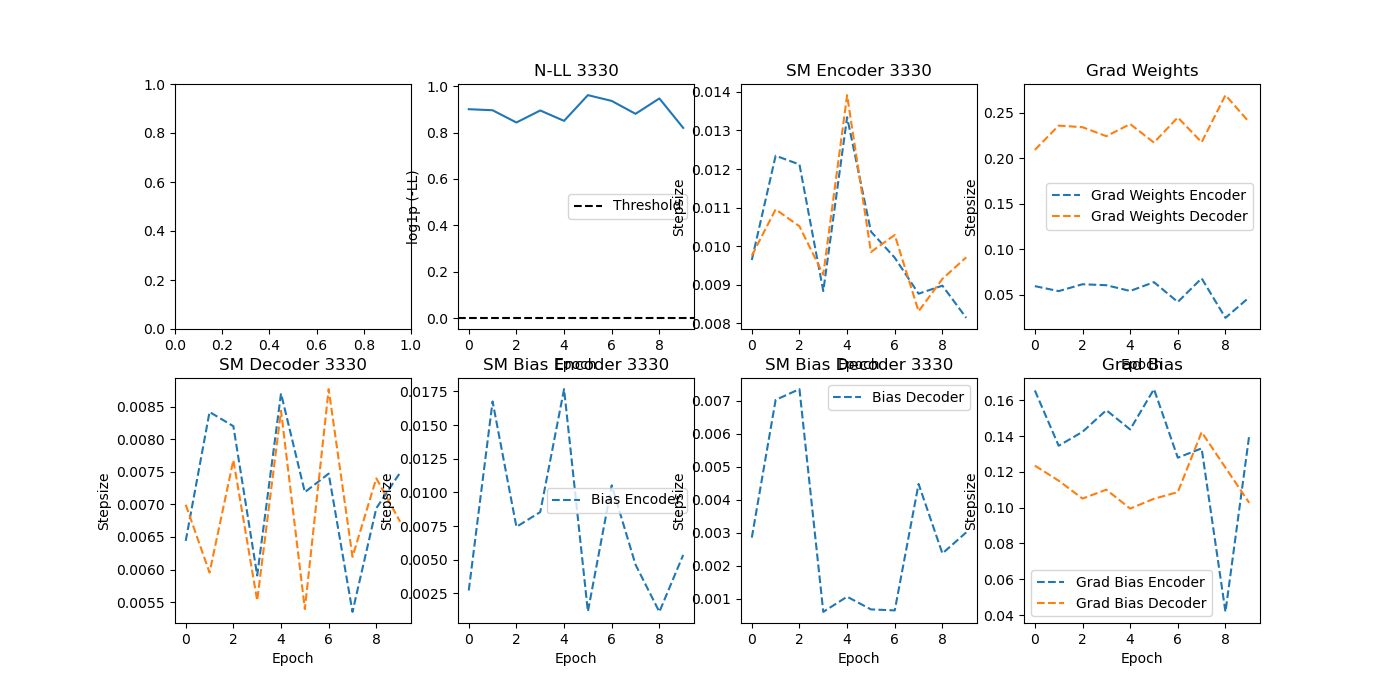 N-LL 3330
SM Encoder 3330
Grad Weights
1.0
0.8
0.6
0.4
0.2
0.0
0.0 0.2 0.4 0.6 0.8 1.0
log1p (-LL)
1.0
0.8
0.6
0.4
0.2
0.0
Threshold
0 2 4 6 8
Epoch
Stepsize
0.014
0.013
0.012
0.011
0.010
0.009
0.008
0 2 4 6 8
Epoch
Stepsize
0.25
0.20
0.15
0.10
0.05
Grad Weights Encoder
Grad Weights Decoder
0 2 4 6 8
Epoch
SM Decoder 3330
SM Bias Encoder 3330
SM Bias Decoder 3330
Grad Bias
Stepsize
0.0085
0.0080
0.0075
0.0070
0.0065
0.0060
0.0055
0 2 4 6 8
Epoch
Stepsize
0.0175
0.0150
0.0125
0.0100
0.0075
0.0050
0.0025
Bias Encoder
0 2 4 6 8
Epoch
Stepsize
0.007
0.006
0.005
0.004
0.003
0.002
0.001
Bias Decoder
0 2 4 6 8
Epoch
Stepsize
0.16
0.14
0.12
0.10
0.08
0.06
0.04
Grad Bias Encoder
Grad Bias Decoder
0 2 4 6 8
Epoch